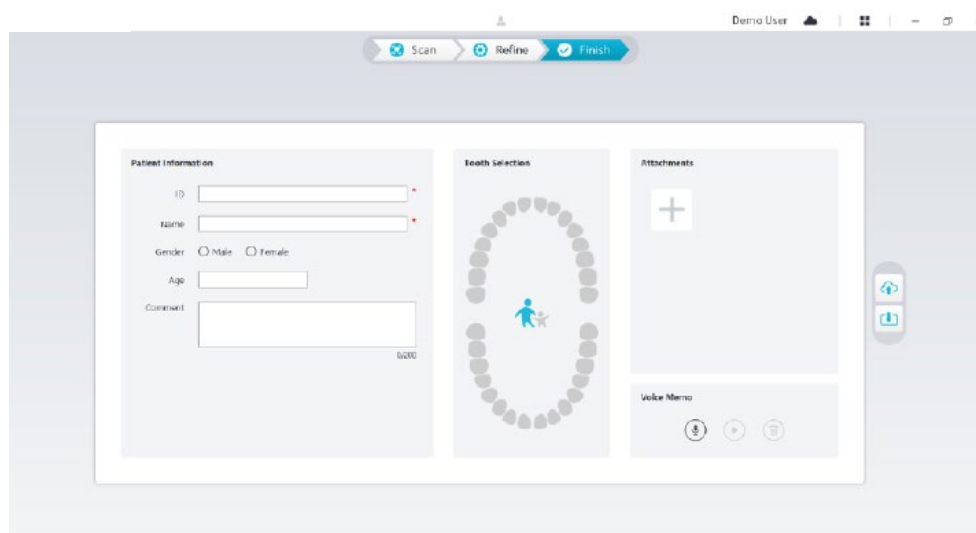 Demo User
Scan Refine Finish
Patient Information
ID *
Name *
Gender Male Female
Age
Comment
0/200
Tooth Selection
Attachments
Voice Memo